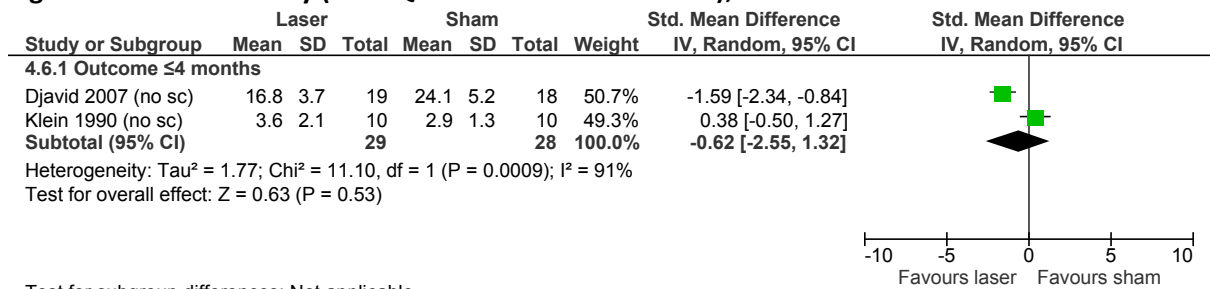 Laser Sham Std. Mean Difference Std. Mean Difference
Study or Subgroup Mean SD Total Mean SD Total Weight IV, Random, 95% CI IV, Random, 95% CI
4.6.1 Outcome ≤4 months
Djavid 2007 (no sc) 16.8 3.7 19 24.1 5.2 18 50.7% -1.59 [-2.34, -0.84]
Klein 1990 (no sc) 3.6 2.1 10 2.9 1.3 10 49.3% 0.38 [-0.50, 1.27]
Subtotal (95% CI) 29 28 100.0% -0.62 [-2.55, 1.32]
Heterogeneity: Tau² = 1.77; Chi² = 11.10, df = 1 (P = 0.0009); I² = 91%
Test for overall effect: Z = 0.63 (P = 0.53)
-10 -5 0 5 10
Favours laser Favours sham